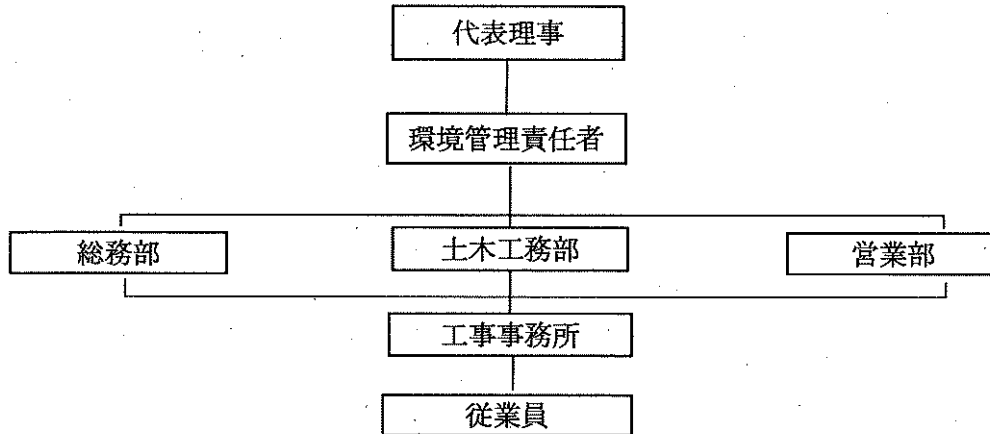 代表理事
環境管理責任者
総務部
土木工務部
営業部
工事事務所
従業員